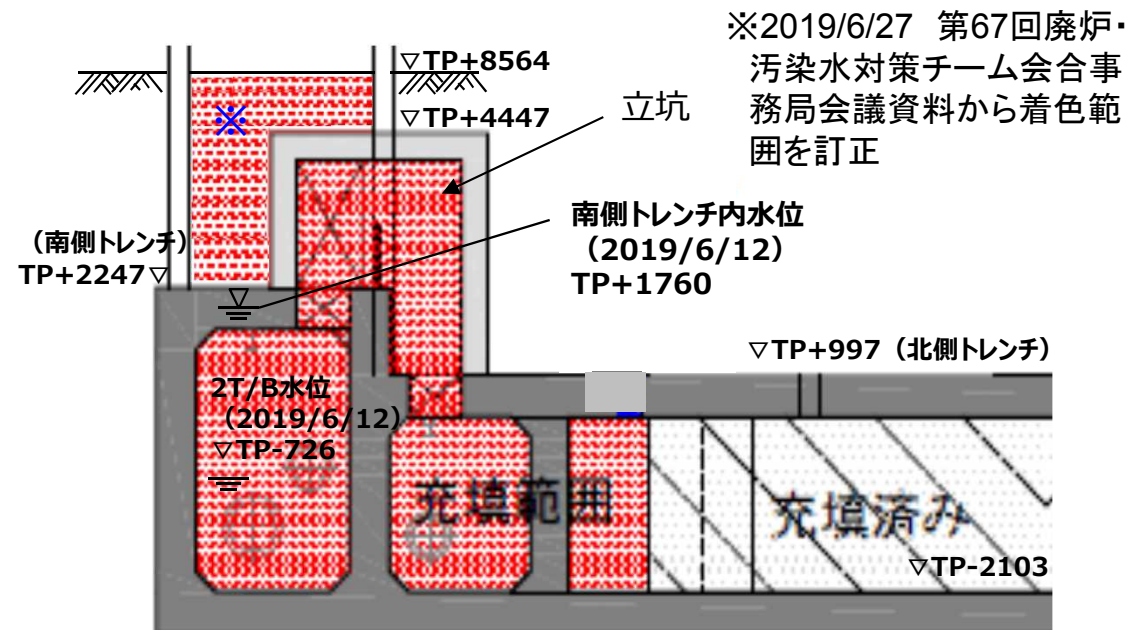 ※2019/6/27 第67回廃炉・
汚染水対策チーム会合事
務局会議資料から着色範
囲を訂正
▽TP+8564
※
▽TP+4447
立坑
南側トレンチ内水位
（2019/6/12）
TP+1760
（南側トレンチ）
TP+2247▽
▽TP+997（北側トレンチ）
2T/B水位
（2019/6/12）
▽TP-726
充填範囲
充填済み
▽TP-2103